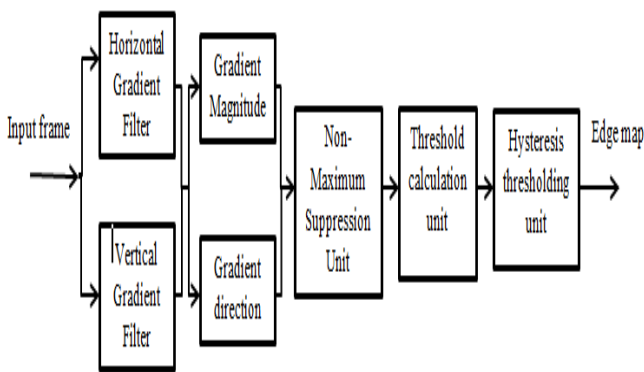 Input frame
Horizontal
Gradient
Filter
Vertical
Gradient
Filter
Gradient
Magnitude
Gradient
direction
Non-
Maximum
Suppression
Unit
Threshold
calculation
unit
Hysteresis
thresholding
unit
Edge map